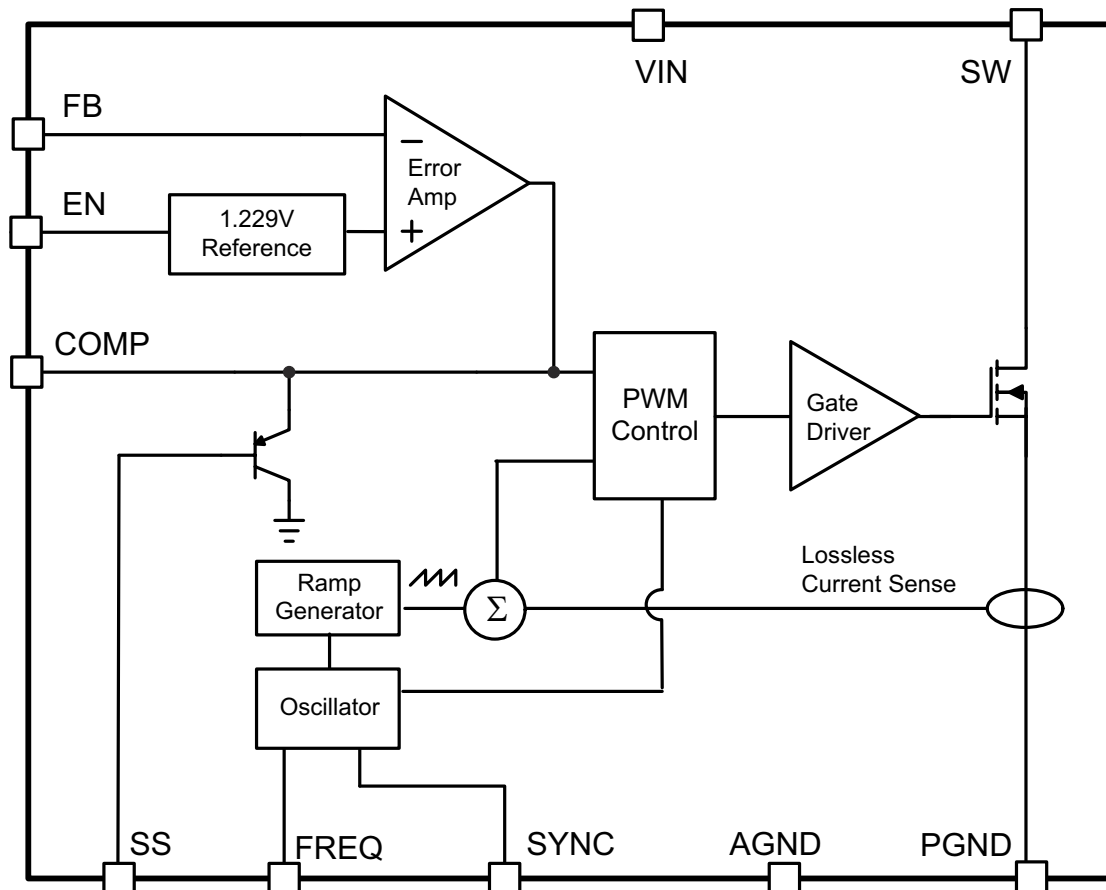 VIN
SW
FB
−
Error
Amp
EN
1.229V
Reference
+
COMP
PWM
Control
Gate
Driver
Lossless
Current Sense
Ramp
Generator
Σ
Oscillator
SS
FREQ
SYNC
AGND
PGND